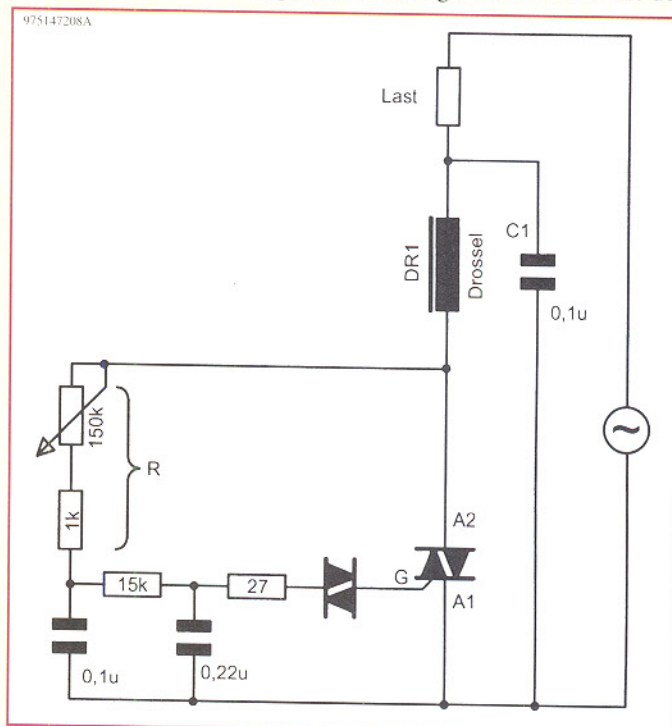 975147208A
Last
DR1
Drossel
C1
0,1u
150k
R
1k
A2
15k
27
G
A1
0,1u
0,22u